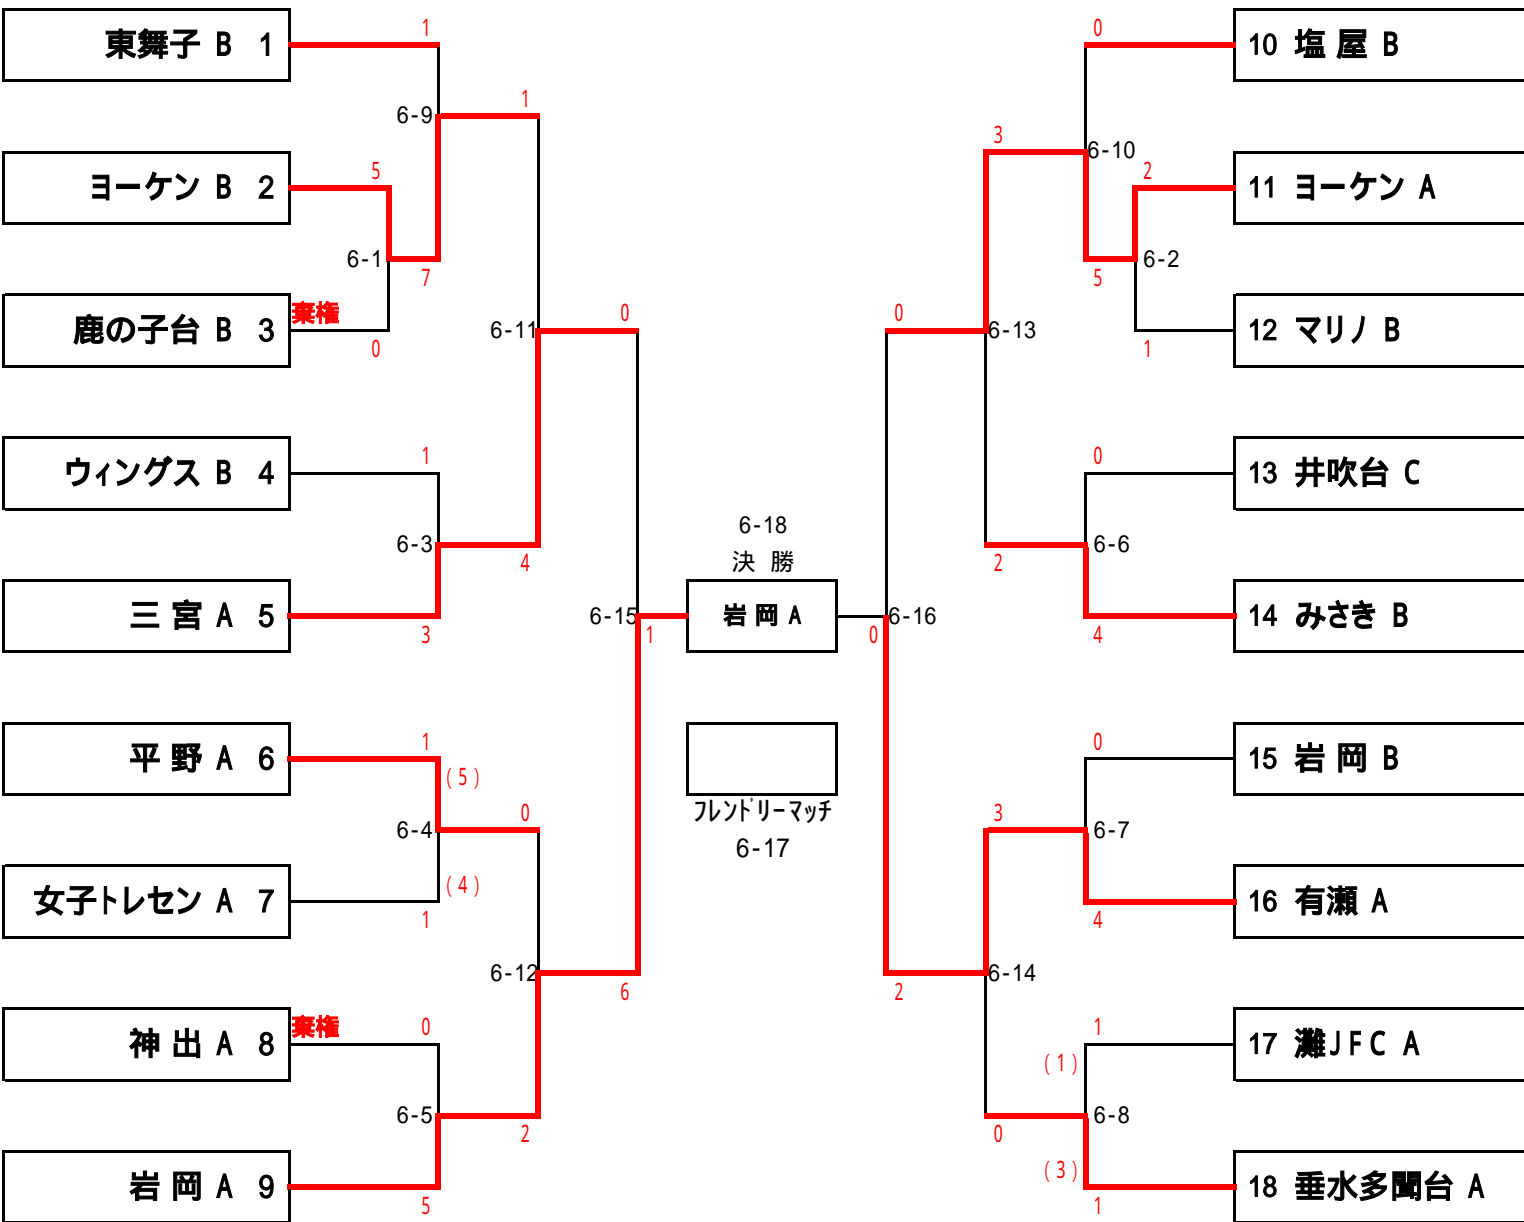 東舞子 B 1
1
6-9
1
ヨーケン B 2
5
6-1
7
鹿の子台 B 3
棄権
0
6-11
0
ウィングス B 4
1
6-3
4
三 宮 A 5
3
6-15
1
平 野 A 6
1
(5)
6-4
0
女子トレセン A 7
(4)
1
6-12
6
神 出 A 8
棄権
0
6-5
2
岩 岡 A 9
5
6-18
決 勝
岩 岡 A
フレンドリーマッチ
6-17
0
10 塩 屋 B
3
6-10
2
11 ヨーケン A
5
6-2
0
6-13
1
12 マリノ B
0
13 井吹台 C
2
6-6
0
6-16
4
14 みさき B
0
15 岩 岡 B
3
6-7
4
16 有瀬 A
2
6-14
1
17 灘JFC A
(1)
6-8
0
(3)
1
18 垂水多聞台 A